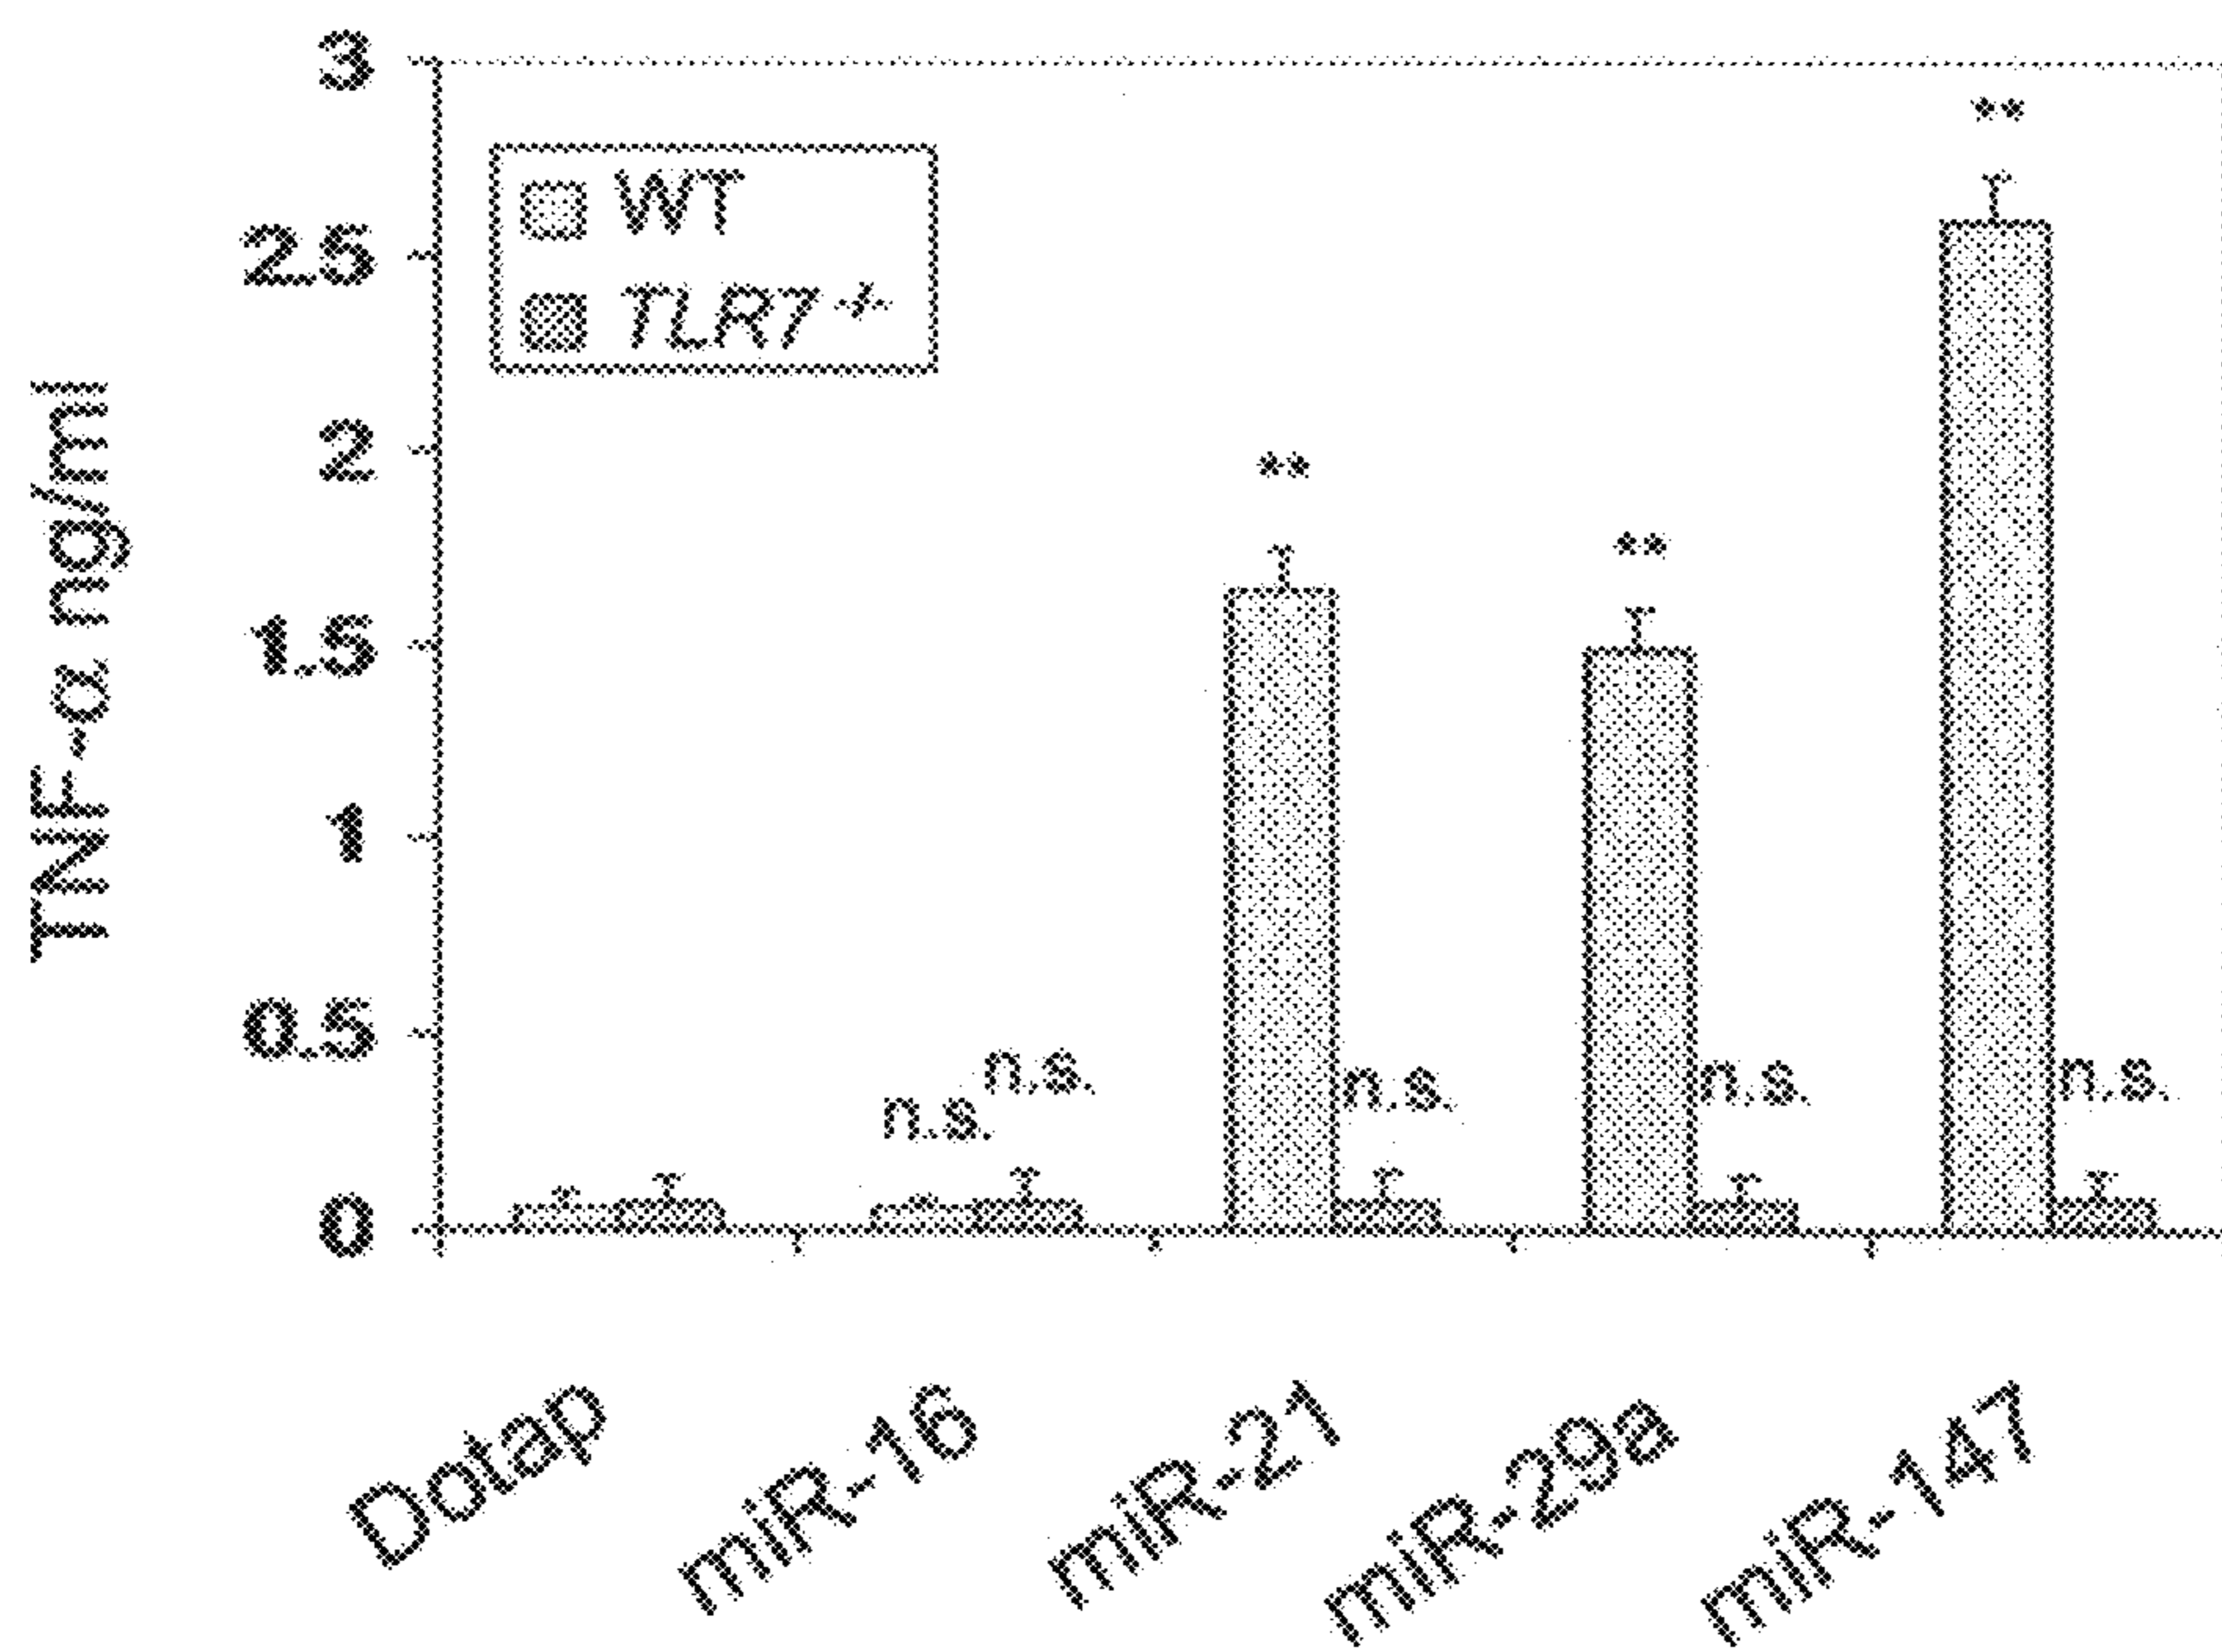 3
2.5
2
1.5
1
0.5
0
TNF-α ng/ml
WT
TLR7-/-
**
**
**
n.s.
n.s.
n.s.
n.s.
n.s.
Dotap
miR-16
miR-21
miR-29a
miR-147